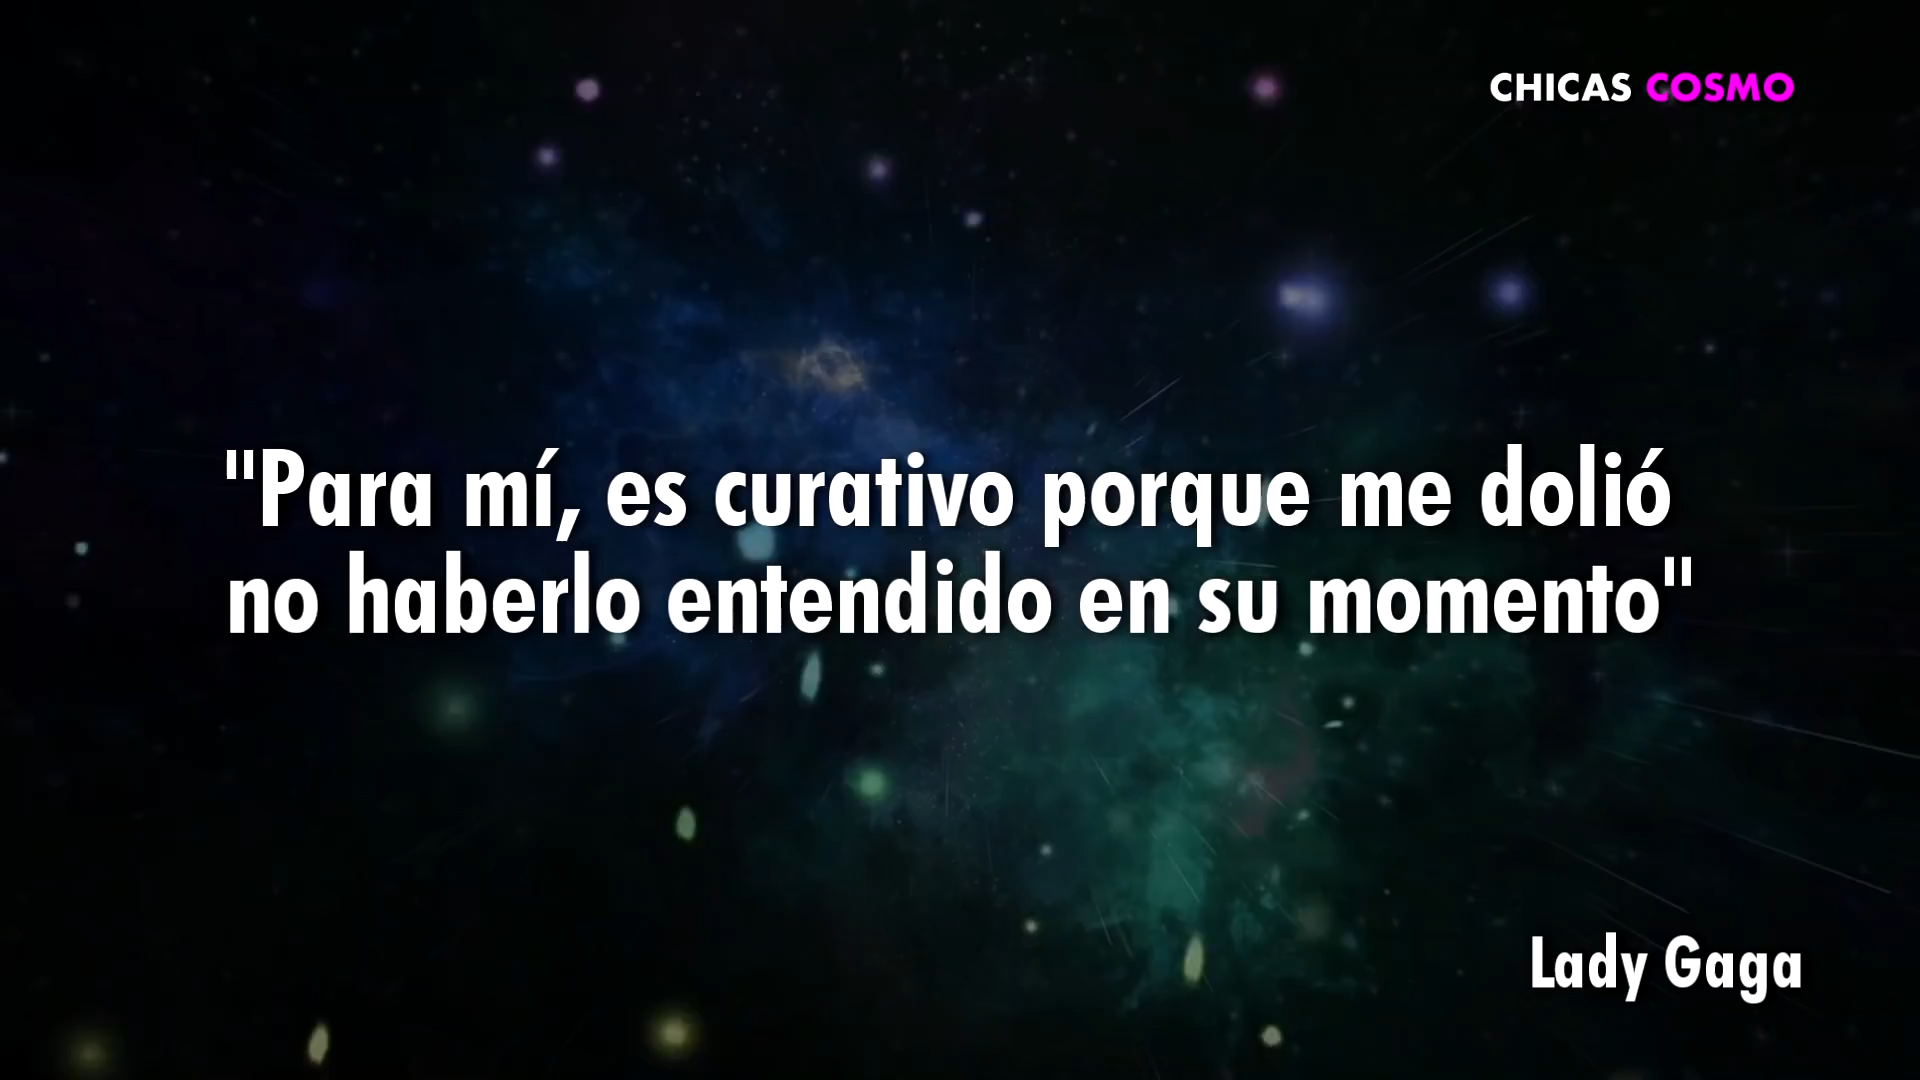 CHICAS COSMO
"Para mí, es curativo porque me dolió
no haberlo entendido en su momento"
Lady Gaga